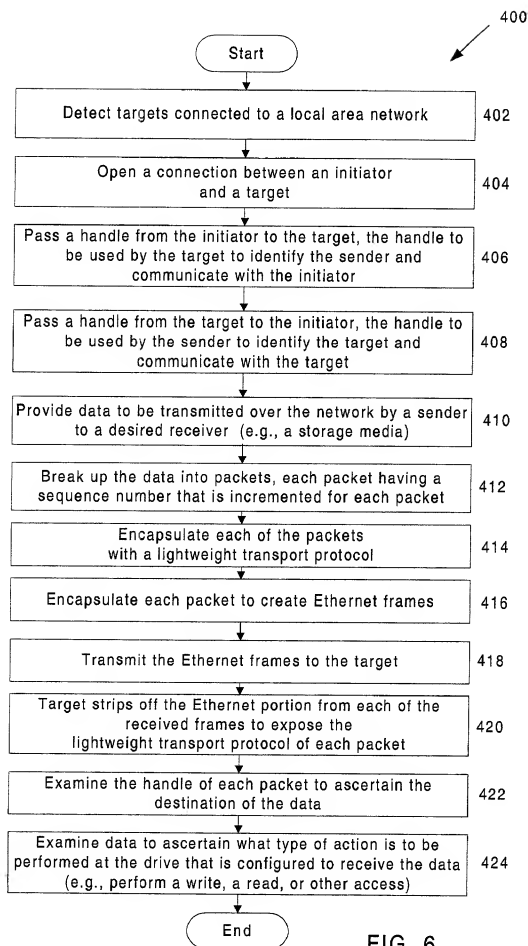 400
Start
Detect targets connected to a local area network
402
Open a connection between an initiator
and a target
404
Pass a handle from the initiator to the target, the handle to
be used by the target to identify the sender and
communicate with the initiator
406
Pass a handle from the target to the initiator, the handle to
be used by the sender to identify the target and
communicate with the target
408
Provide data to be transmitted over the network by a sender
to a desired receiver (e.g., a storage media)
410
Break up the data into packets, each packet having a
sequence number that is incremented for each packet
412
Encapsulate each of the packets
with a lightweight transport protocol
414
Encapsulate each packet to create Ethernet frames
416
Transmit the Ethernet frames to the target
418
Target strips off the Ethernet portion from each of the
received frames to expose the
lightweight transport protocol of each packet
420
Examine the handle of each packet to ascertain the
destination of the data
422
Examine data to ascertain what type of action is to be
performed at the drive that is configured to receive the data
(e.g., perform a write, a read, or other access)
424
End
FIG. 6